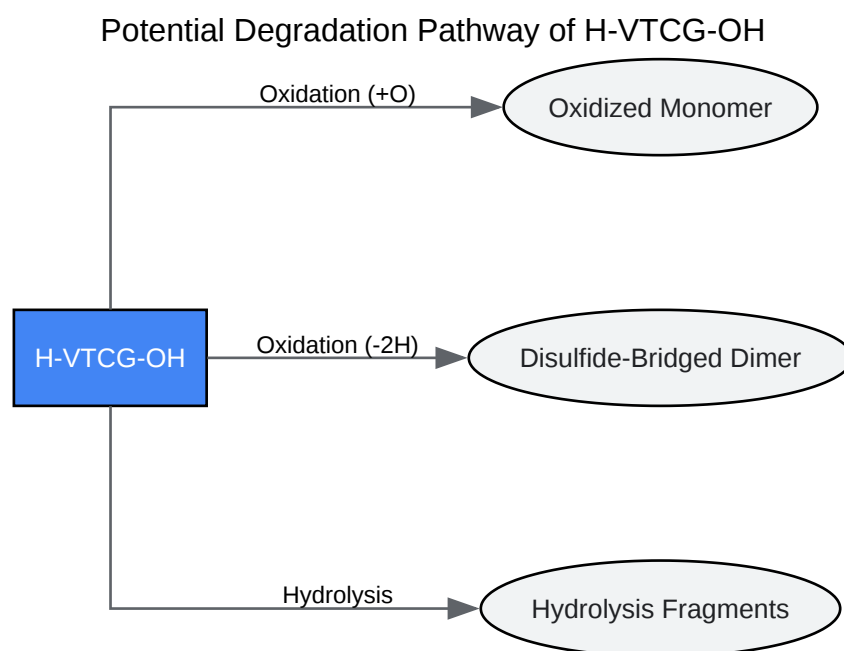 Potential Degradation Pathway of H-VTCG-OH
Oxidation (+O)
Oxidized Monomer
H-VTCG-OH
Oxidation (-2H)
Disulfide-Bridged Dimer
Hydrolysis
Hydrolysis Fragments